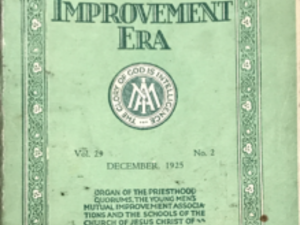 IMPROVEMENT
ERA
THE GLORY OF GOD IS INTELLIGENCE
MIA
Vol. 29 No. 2
DECEMBER, 1925
ORGAN OF THE PRIESTHOOD
QUORUMS, THE YOUNG MEN'S
MUTUAL IMPROVEMENT ASSOCIA-
TIONS AND THE SCHOOLS OF THE
CHURCH OF JESUS CHRIST OF